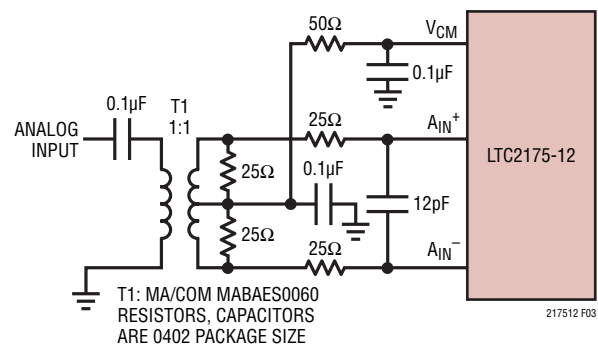 50Ω
VCM
0.1µF
0.1µF
T1
1:1
25Ω
AIN+
ANALOG
INPUT
25Ω
0.1µF
LTC2175-12
12pF
25Ω
25Ω
AIN−
T1: MA/COM MABAES0060
RESISTORS, CAPACITORS
ARE 0402 PACKAGE SIZE
217512 F03